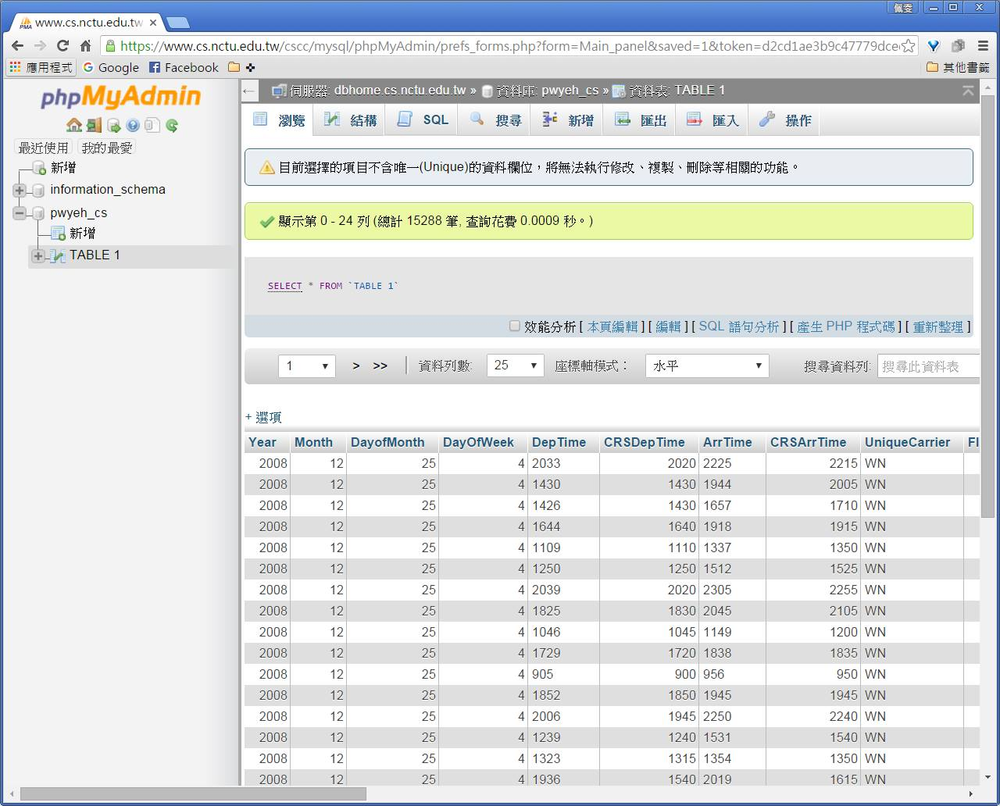 佩雯
www.cs.nctu.edu.tw
https://www.cs.nctu.edu.tw/cscc/mysql/phpMyAdmin/prefs_forms.php?form=Main_panel&saved=1&token=d2cd1ae3b9c47779dce
應用程式 Google Facebook 其他書籤
phpMyAdmin
最近使用 我的最愛
新增
information_schema
pwyeh_cs
新增
TABLE 1
伺服器: dbhome.cs.nctu.edu.tw » 資料庫: pwyeh_cs » 資料表: TABLE 1
瀏覽 結構 SQL 搜尋 新增 匯出 匯入 操作
目前選擇的項目不含唯一(Unique)的資料欄位，將無法執行修改、複製、刪除等相關的功能。
顯示第 0 - 24 列 (總計 15288 筆, 查詢花費 0.0009 秒。)
SELECT * FROM `TABLE 1`
效能分析 [ 本頁編輯 ] [ 編輯 ] [ SQL 語句分析 ] [ 產生 PHP 程式碼 ] [ 重新整理 ]
1 > >> 資料列數: 25 座標軸模式： 水平 搜尋資料列: 搜尋此資料表
+ 選項
Year Month DayofMonth DayOfWeek DepTime CRSDepTime ArrTime CRSArrTime UniqueCarrier Fl
2008 12 25 4 2033 2020 2225 2215 WN
2008 12 25 4 1430 1430 1944 2005 WN
2008 12 25 4 1426 1430 1657 1710 WN
2008 12 25 4 1644 1640 1918 1915 WN
2008 12 25 4 1109 1110 1337 1350 WN
2008 12 25 4 1250 1250 1512 1525 WN
2008 12 25 4 2039 2020 2305 2255 WN
2008 12 25 4 1825 1830 2045 2105 WN
2008 12 25 4 1046 1045 1149 1200 WN
2008 12 25 4 1729 1720 1838 1835 WN
2008 12 25 4 905 900 956 950 WN
2008 12 25 4 1852 1850 1945 1945 WN
2008 12 25 4 2006 1945 2250 2240 WN
2008 12 25 4 1239 1240 1531 1540 WN
2008 12 25 4 1323 1315 1354 1350 WN
2008 12 25 4 1936 1540 2019 1615 WN